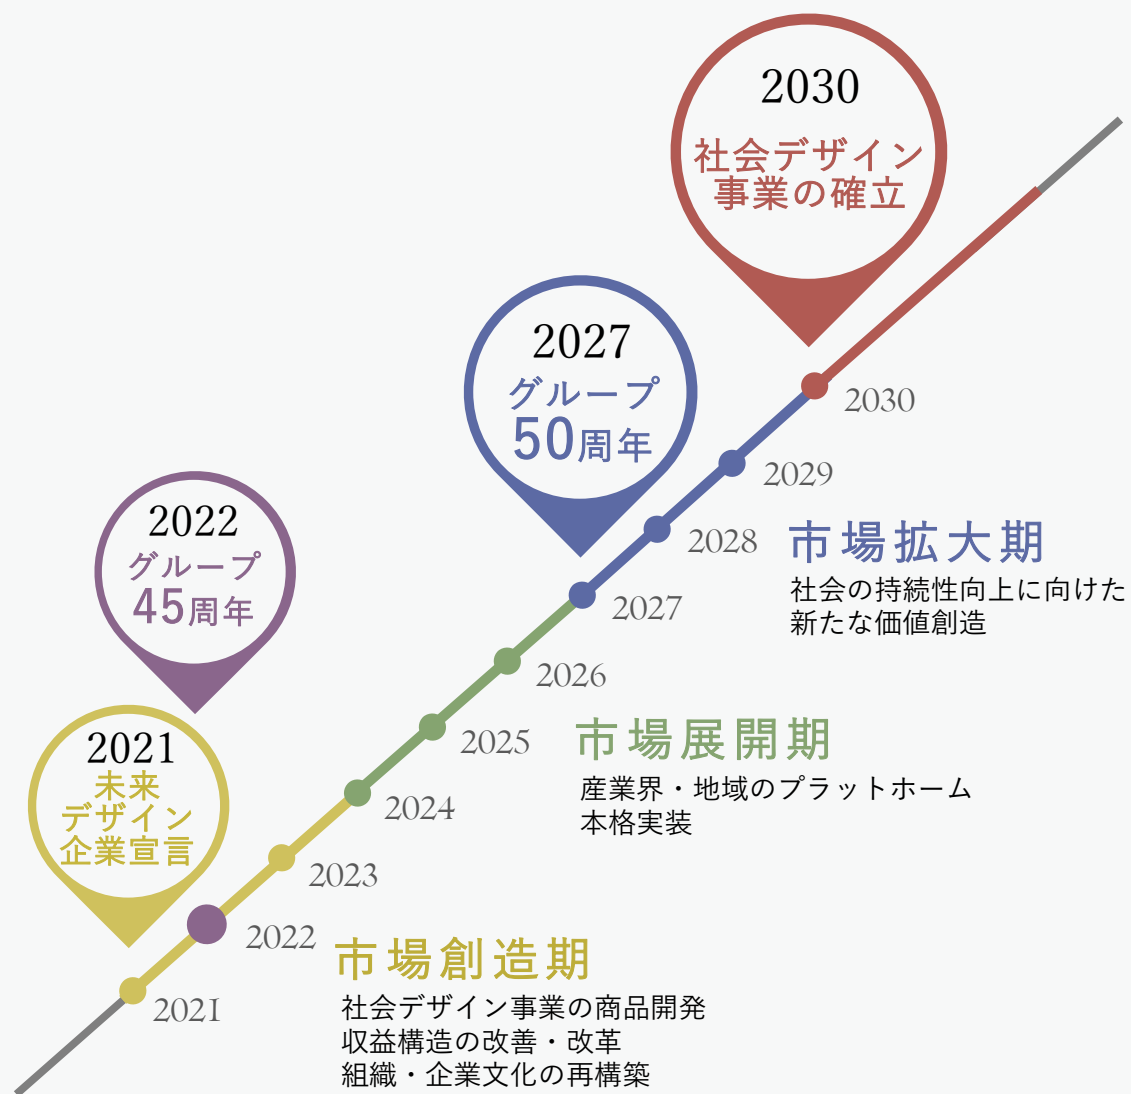 2030
社会デザイン
事業の確立
2027
グループ
50周年
2022
グループ
45周年
2021
未来
デザイン
企業宣言
2030
2029
2028
2027
2026
2025
2024
2023
2022
2021
市場拡大期
社会の持続性向上に向けた
新たな価値創造
市場展開期
産業界・地域のプラットホーム
本格実装
市場創造期
社会デザイン事業の商品開発
収益構造の改善・改革
組織・企業文化の再構築